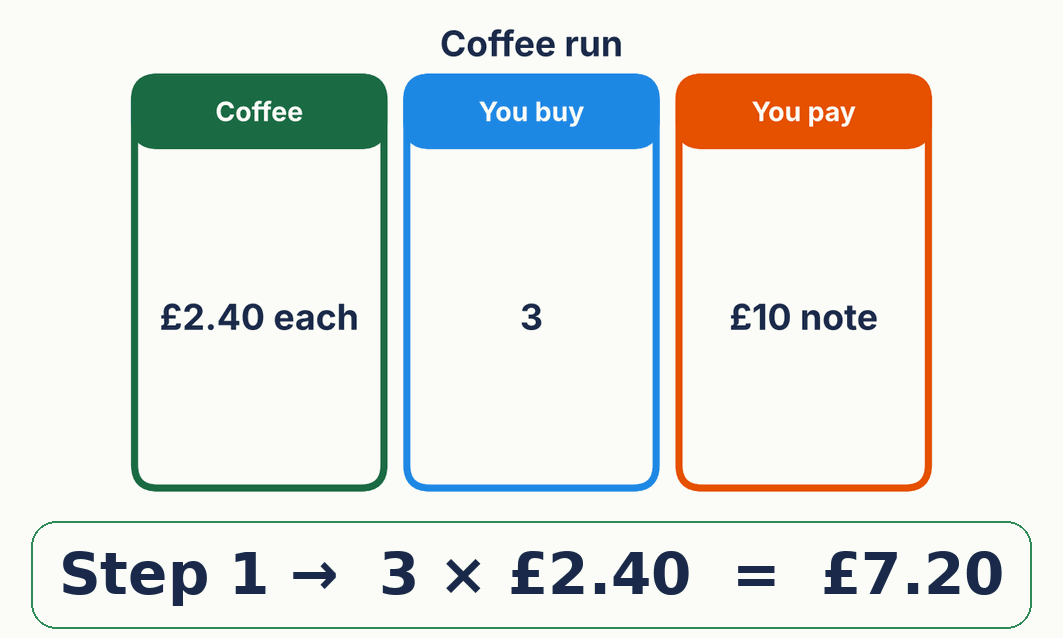 Coffee run
Coffee
You buy
You pay
£2.40 each
3
£10 note
Step 1 → 3 × £2.40 = £7.20